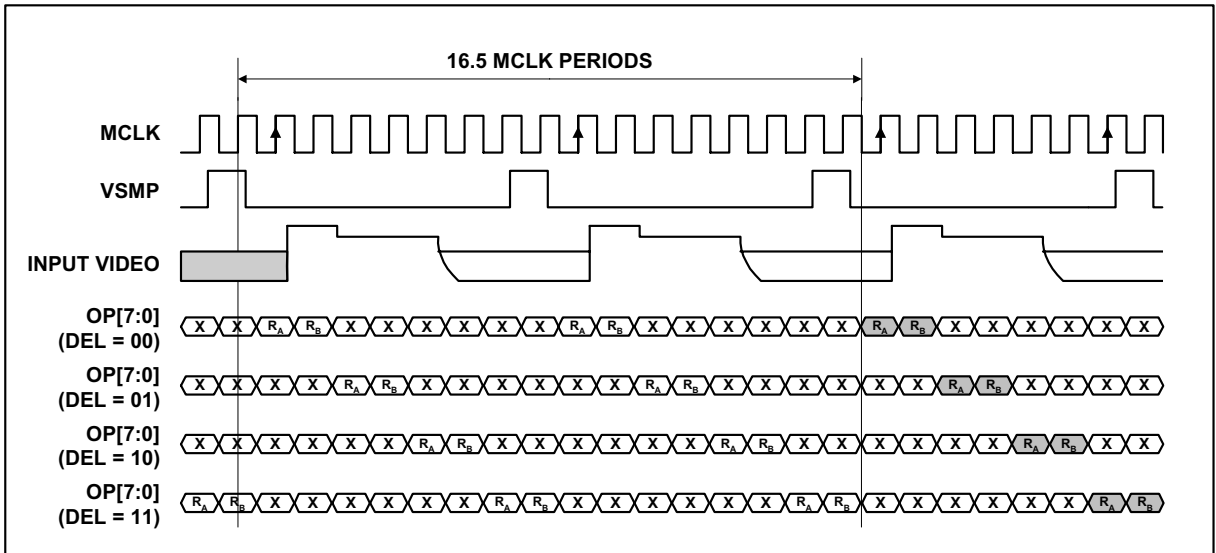 16.5 MCLK PERIODS
MCLK
VSMP
INPUT VIDEO
OP[7:0] X X RA RB X X X X X X RA RB X X X X X X RA RB X X X X X X
(DEL = 00)
OP[7:0] X X X X RA RB X X X X X X RA RB X X X X X X RA RB X X X X
(DEL = 01)
OP[7:0] X X X X X X RA RB X X X X X X RA RB X X X X X X RA RB X X
(DEL = 10)
OP[7:0] RA RB X X X X X X RA RB X X X X X X RA RB X X X X X X RA RB
(DEL = 11)